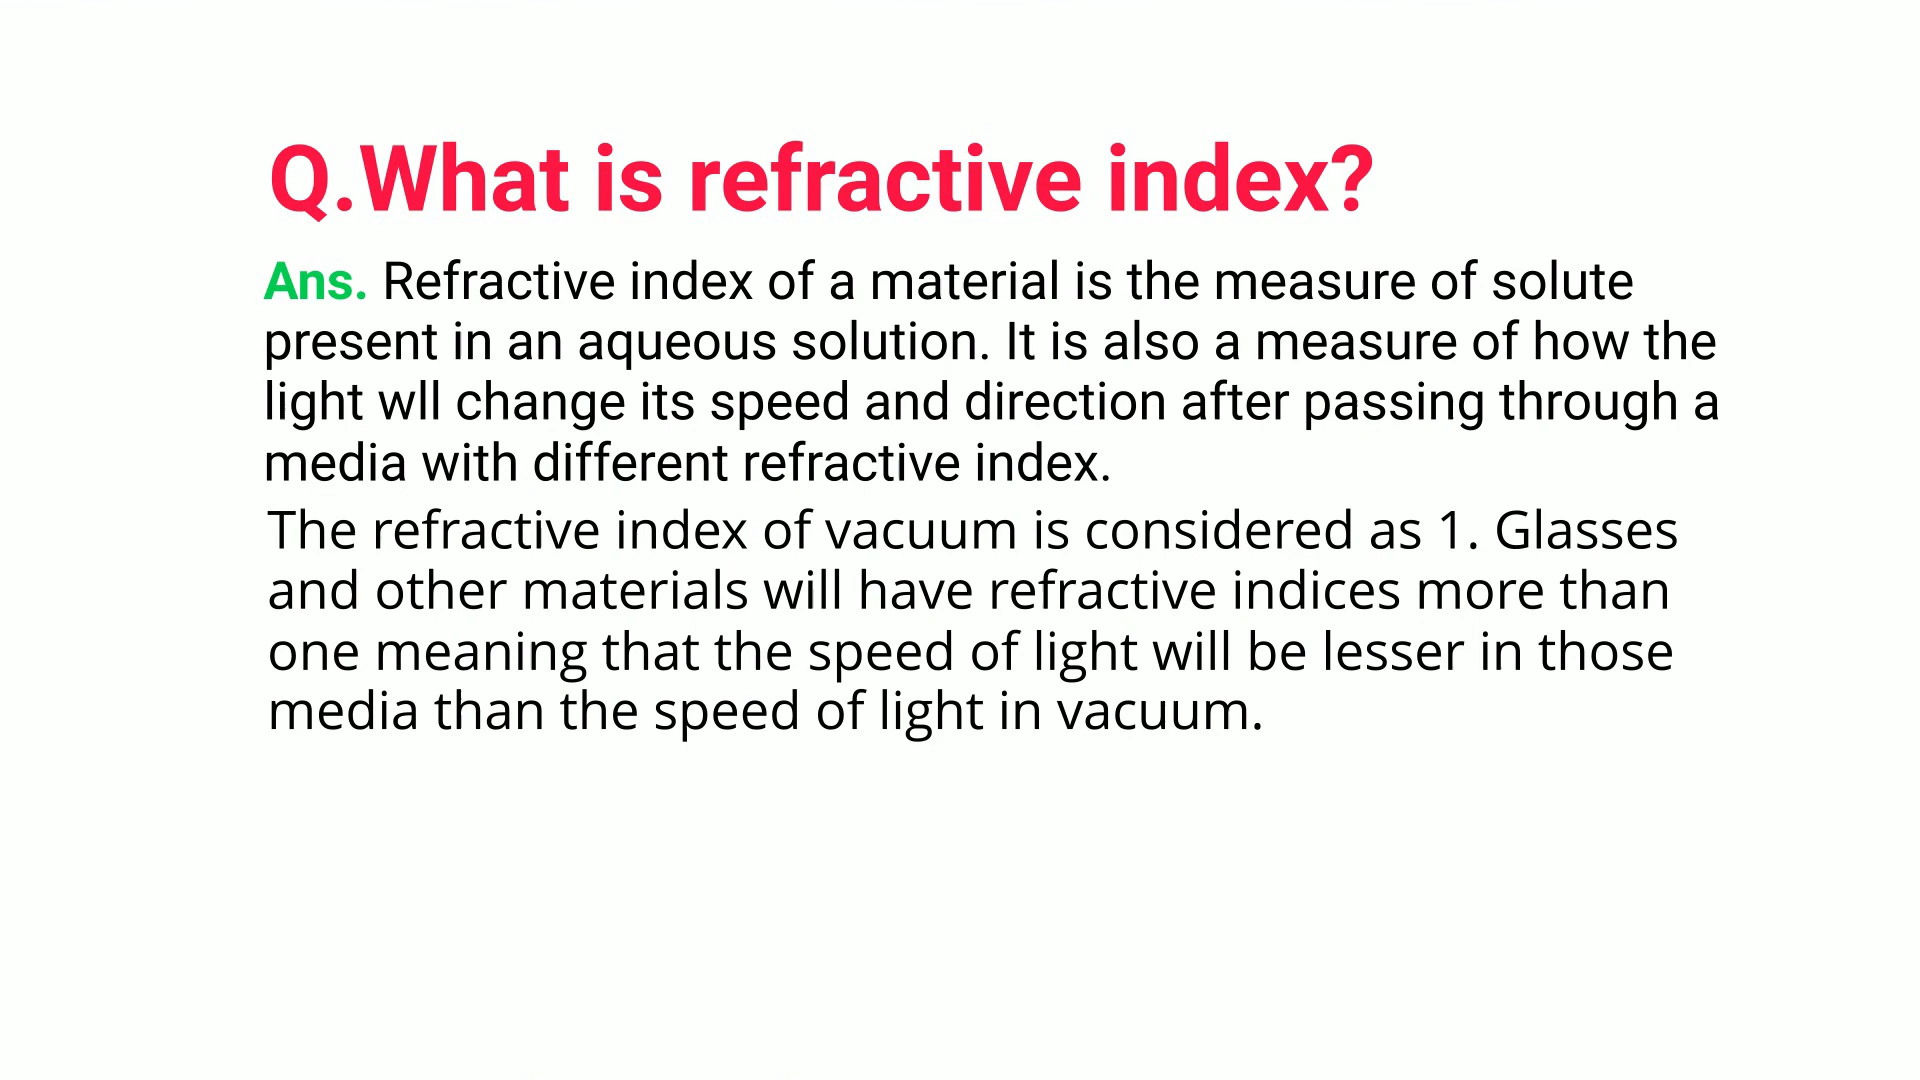 Q.What is refractive index?
Ans. Refractive index of a material is the measure of solute
present in an aqueous solution. It is also a measure of how the
light wll change its speed and direction after passing through a
media with different refractive index.
The refractive index of vacuum is considered as 1. Glasses
and other materials will have refractive indices more than
one meaning that the speed of light will be lesser in those
media than the speed of light in vacuum.